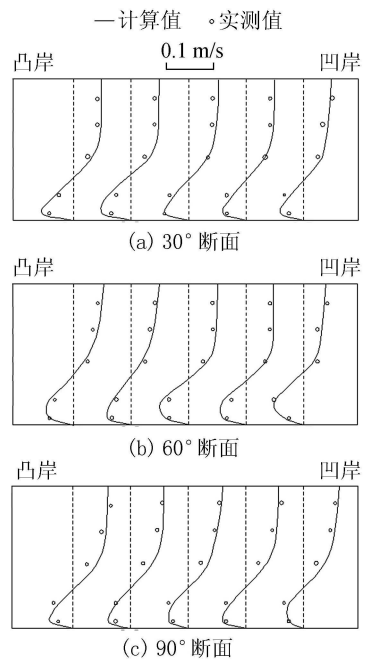 — 计算值 ∘ 实测值
凸岸 0.1 m/s 凹岸
(a) 30°断面
凸岸 凹岸
(b) 60°断面
凸岸 凹岸
(c) 90°断面